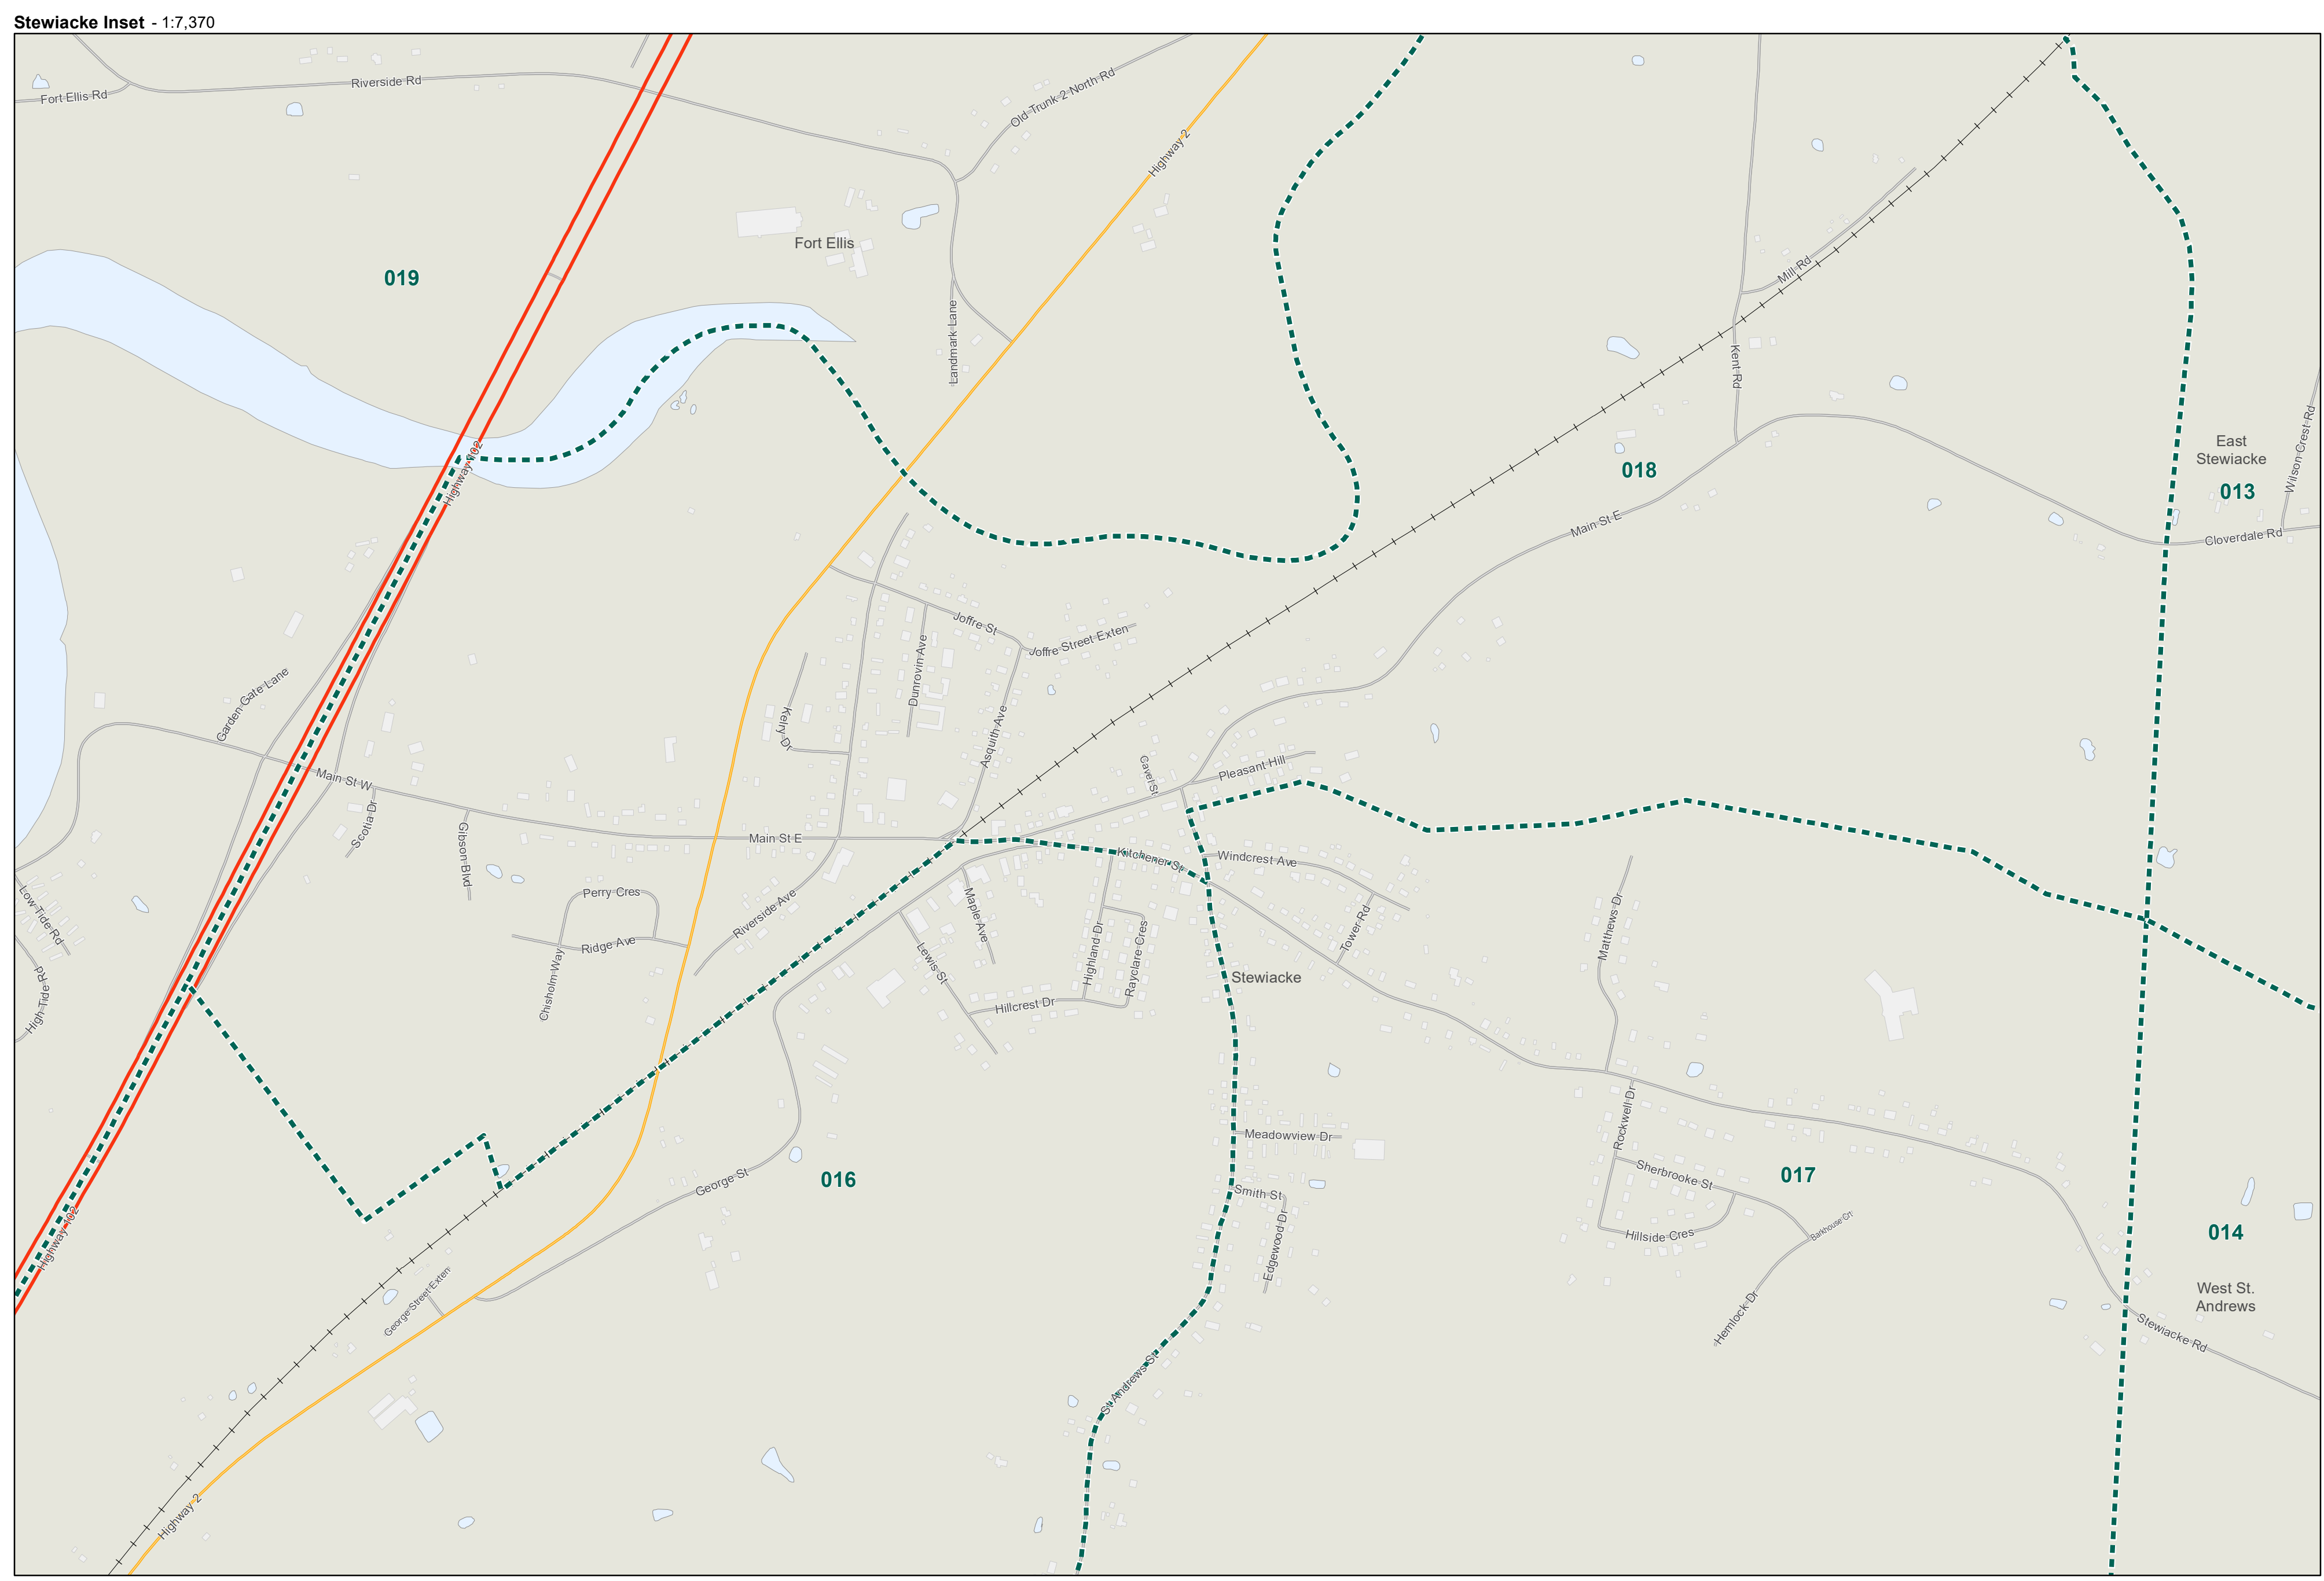 Stewiacke Inset - 1:7,370
Riverside Rd
Fort Ellis Rd
Old Trunk 2 North Rd
Highway 2
Fort Ellis
019
Mill Rd
Landmark Lane
Kent Rd
Highway 102
018
East
Stewiacke
013
Wilson Crest Rd
Main St E
Cloverdale Rd
Joffre St
Joffre Street Exten
Dunrovin Ave
Garden Gate Lane
Kelry Dr
Asquith Ave
Cavel St
Pleasant Hill
Main St W
Scotia Dr
Gibson Blvd
Main St E
Kitchener St
Windcrest Ave
Perry Cres
Riverside Ave
Maple Ave
Low Tide Rd
Ridge Ave
Tower Rd
Matthews Dr
Lewis St
Highland Dr
Rayclare Cres
Stewiacke
High Tide Rd
Chisholm Way
Hillcrest Dr
Meadowview Dr
Rockwell Dr
016
George St
Smith St
Sherbrooke St
017
Edgewood Dr
Hillside Cres
Barkhouse Crt
014
Highway 102
George Street Exten
West St.
Andrews
Hemlock Dr
Stewiacke Rd
St Andrews St
Highway 2